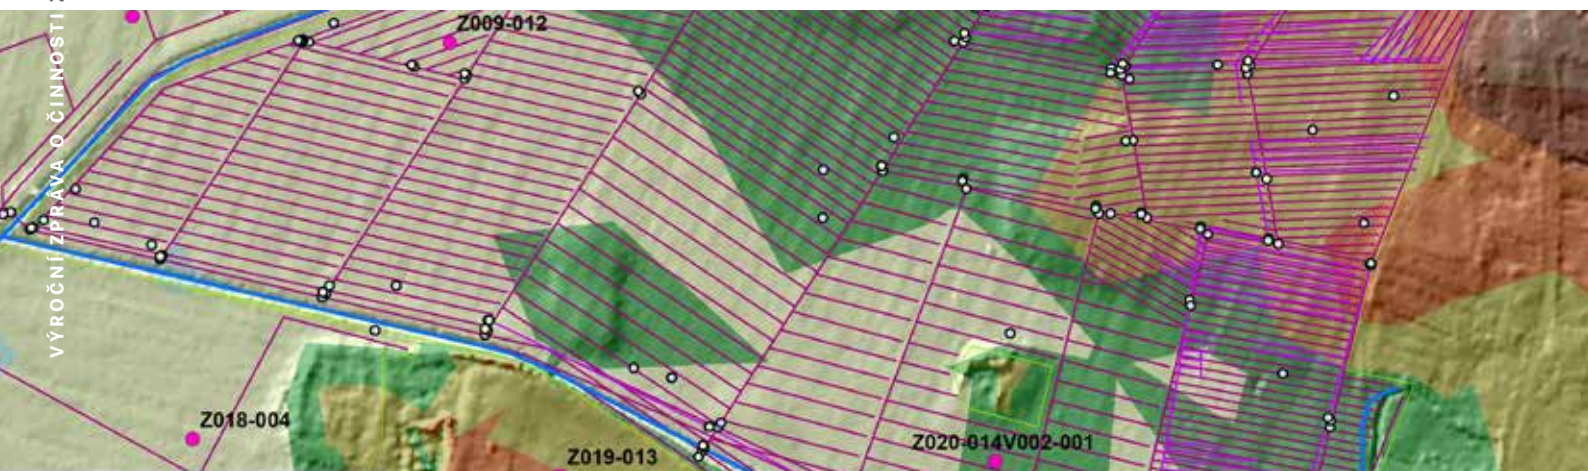 VÝROČNÍ ZPRÁVA O ČINNOSTI
Z009-012
Z018-004
Z019-013
Z020-014V002-001